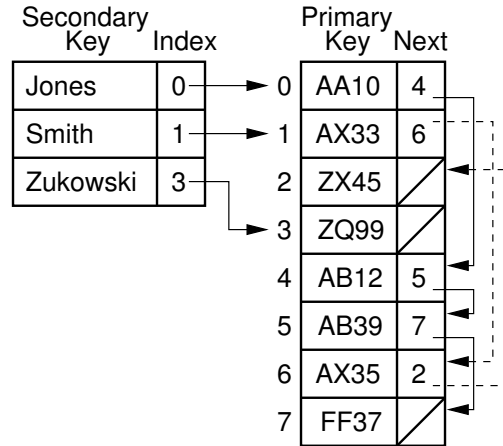 Secondary Primary
Key Index Key Next
Jones 0 0 AA10 4
Smith 1 1 AX33 6
Zukowski 3 2 ZX45
3 ZQ99
4 AB12 5
5 AB39 7
6 AX35 2
7 FF37